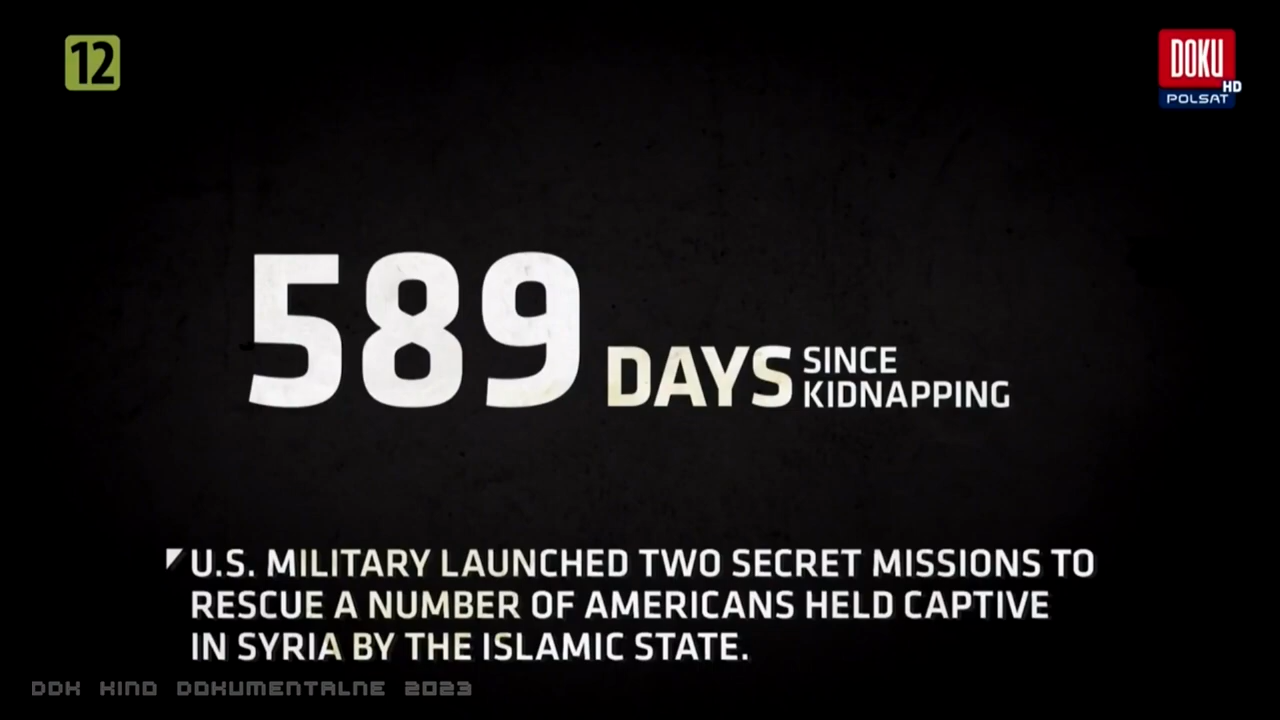 12
DOKU
HD
POLSAT
589 DAYS SINCE
KIDNAPPING
U.S. MILITARY LAUNCHED TWO SECRET MISSIONS TO
RESCUE A NUMBER OF AMERICANS HELD CAPTIVE
IN SYRIA BY THE ISLAMIC STATE.
DDK KINO DOKUMENTALNE 2023